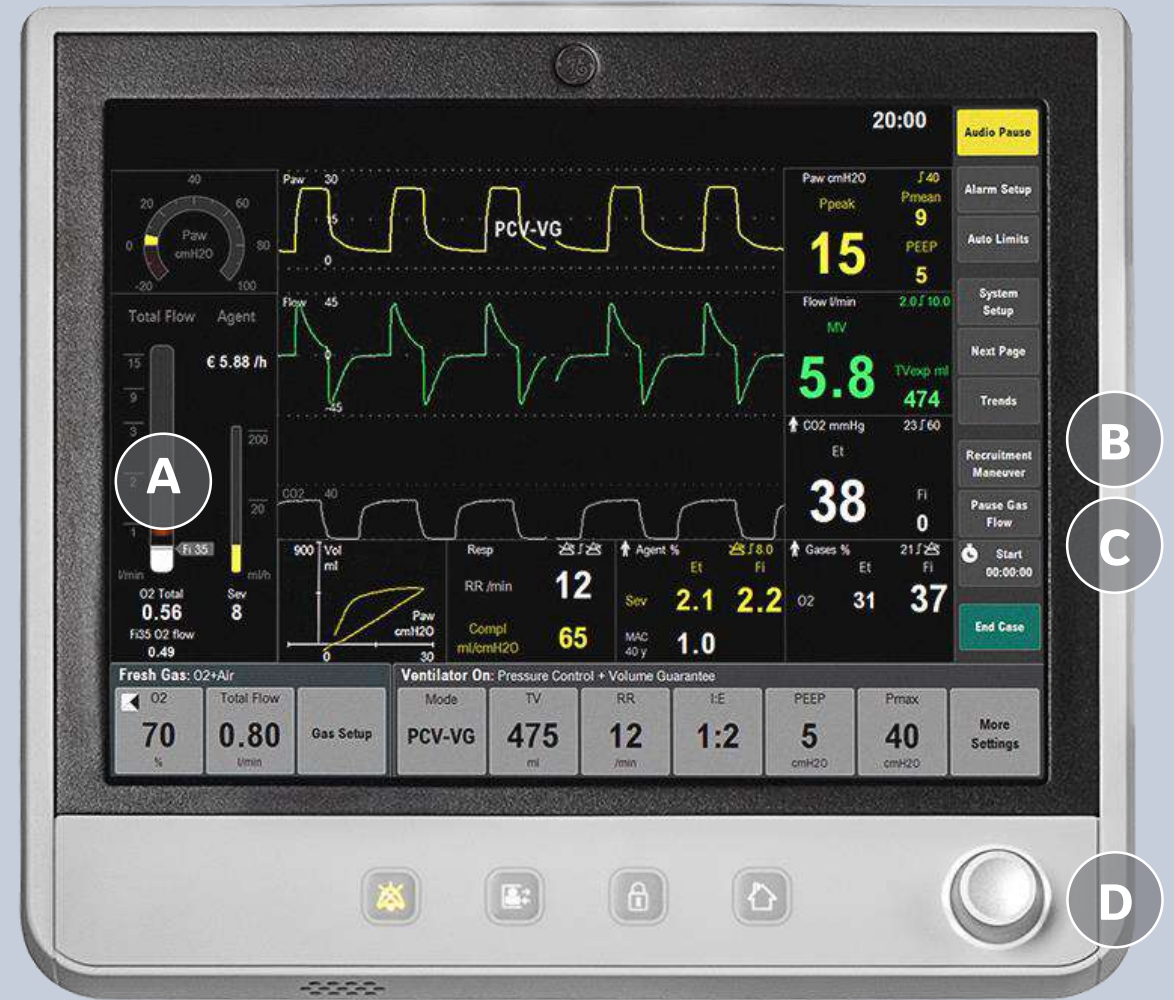 20:00
Audio Pause
Alarm Setup
Auto Limits
System
Setup
Next Page
Trends
Recruitment
Maneuver
Pause Gas
Flow
Start
00:00:00
End Case
40
20
60
Paw
cmH2O
0
80
-20
100
Total Flow
Agent
€ 5.88 /h
15
9
3
2
1
200
20
Fi 35
l/min
ml/h
O2 Total
0.56
Sev
8
Fi35 O2 flow
0.49
Paw
30
15
0
PCV-VG
Flow
45
0
-45
CO2
40
Paw cmH2O
40
Ppeak
15
Pmean
9
PEEP
5
Flow l/min
2.0 10.0
MV
5.8
TVexp ml
474
CO2 mmHg
23 60
Et
38
Fi
0
900
Vol
ml
Paw
cmH2O
0
30
Resp
RR /min
12
Compl
ml/cmH2O
65
Agent %
8.0
Et
Fi
Sev
2.1
2.2
MAC
40 y
1.0
Gases %
21
Et
Fi
O2
31
37
Fresh Gas: O2+Air
Ventilator On: Pressure Control + Volume Guarantee
O2
70
%
Total Flow
0.80
l/min
Gas Setup
Mode
PCV-VG
TV
475
ml
RR
12
/min
I:E
1:2
PEEP
5
cmH2O
Pmax
40
cmH2O
More
Settings
A
B
C
D